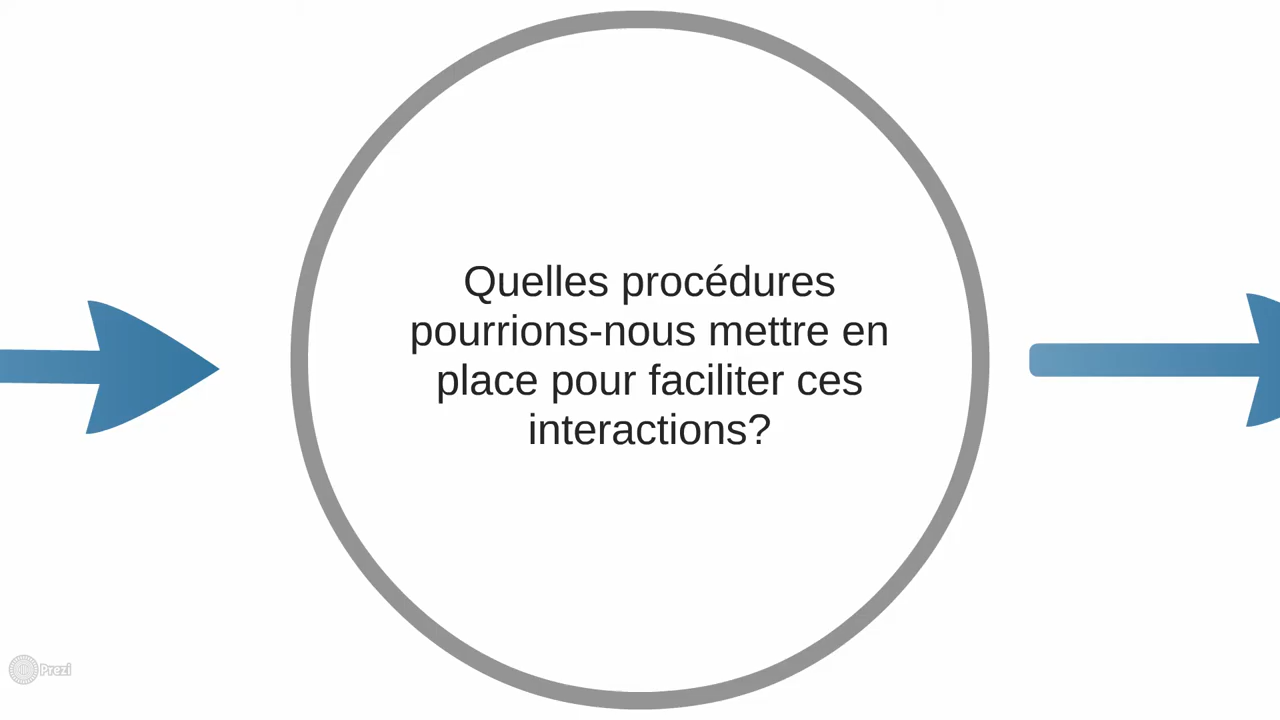 Quelles procédures
pourrions-nous mettre en
place pour faciliter ces
interactions?
Prezi